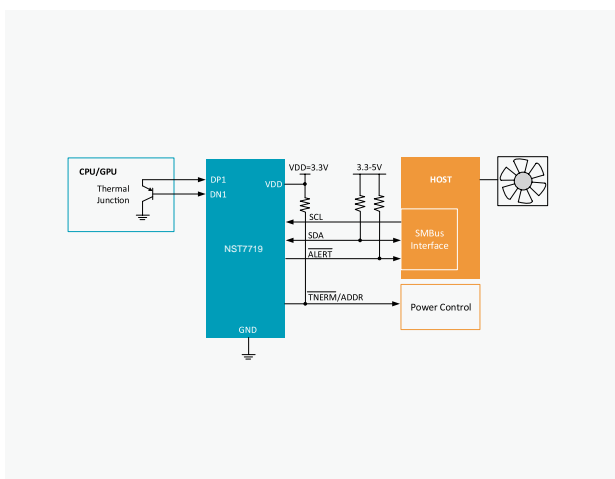 CPU/GPU
Thermal
Junction
DP1
DN1
VDD
NST7719
GND
VDD=3.3V
3.3-5V
SCL
SDA
ALERT
TNERM/ADDR
HOST
SMBus
Interface
Power Control